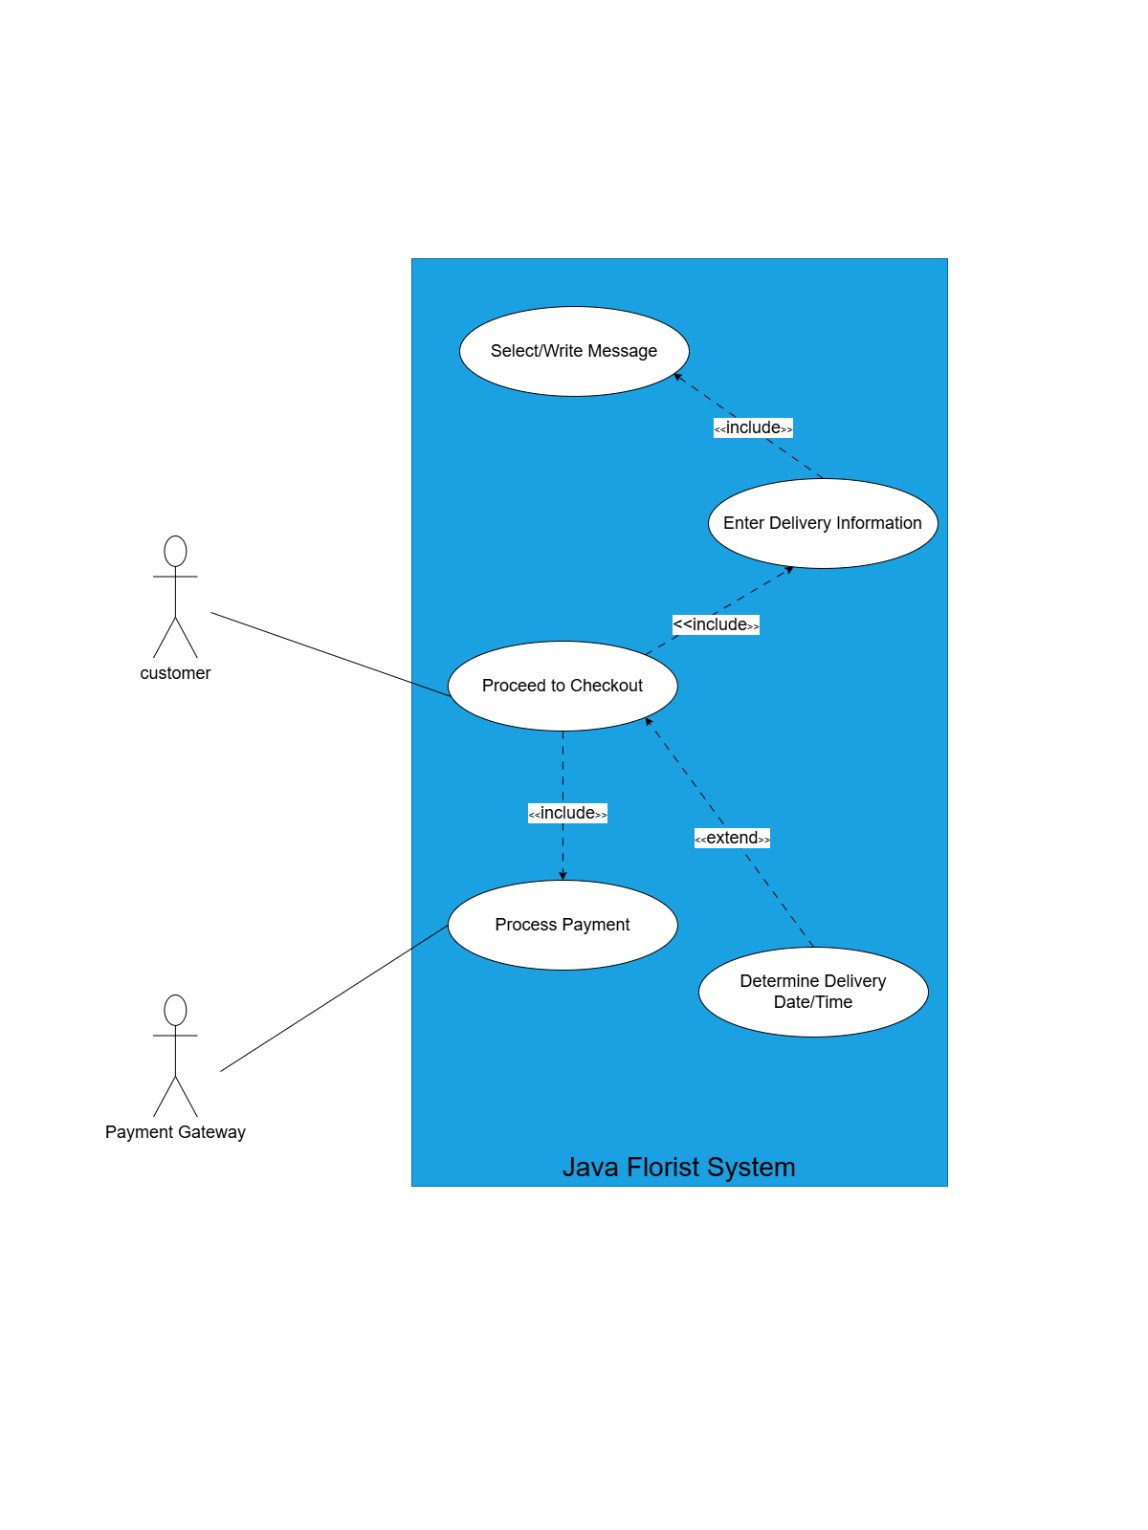 Select/Write Message
<<include>>
Enter Delivery Information
<<include>>
customer
Proceed to Checkout
<<include>>
<<extend>>
Process Payment
Determine Delivery
Date/Time
Payment Gateway
Java Florist System